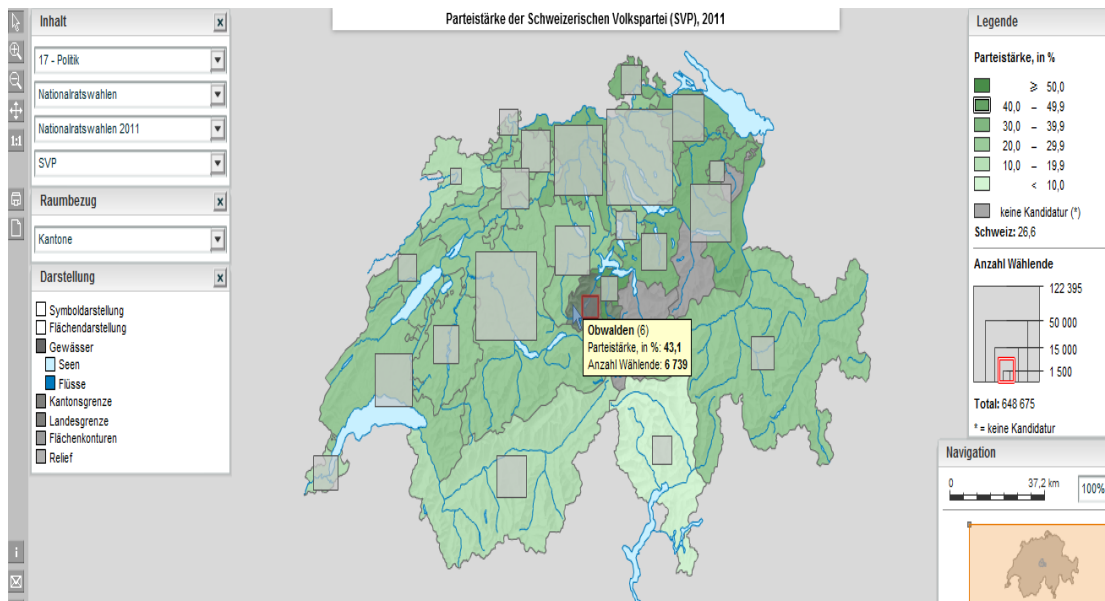 Parteistärke der Schweizerischen Volkspartei (SVP), 2011
Inhalt
x
17 - Politik
Nationalratswahlen
Nationalratswahlen 2011
SVP
Raumbezug
x
Kantone
Darstellung
x
Symboldarstellung
Flächendarstellung
Gewässer
Seen
Flüsse
Kantonsgrenze
Landesgrenze
Flächenkonturen
Relief
1:1
i
Obwalden (6)
Parteistärke, in %: 43,1
Anzahl Wählende: 6 739
Legende
Parteistärke, in %
≥ 50,0
40,0 – 49,9
30,0 – 39,9
20,0 – 29,9
10,0 – 19,9
< 10,0
keine Kandidatur (*)
Schweiz: 26,6
Anzahl Wählende
122 395
50 000
15 000
1 500
Total: 648 675
* = keine Kandidatur
Navigation
0 37,2 km
100%